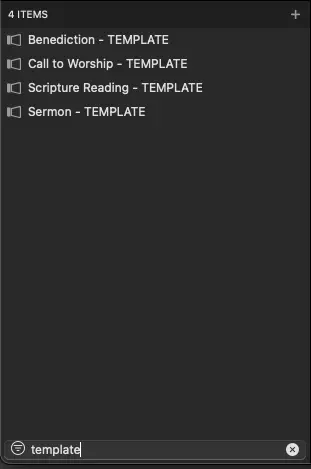 4 ITEMS
Benediction - TEMPLATE
Call to Worship - TEMPLATE
Scripture Reading - TEMPLATE
Sermon - TEMPLATE
template